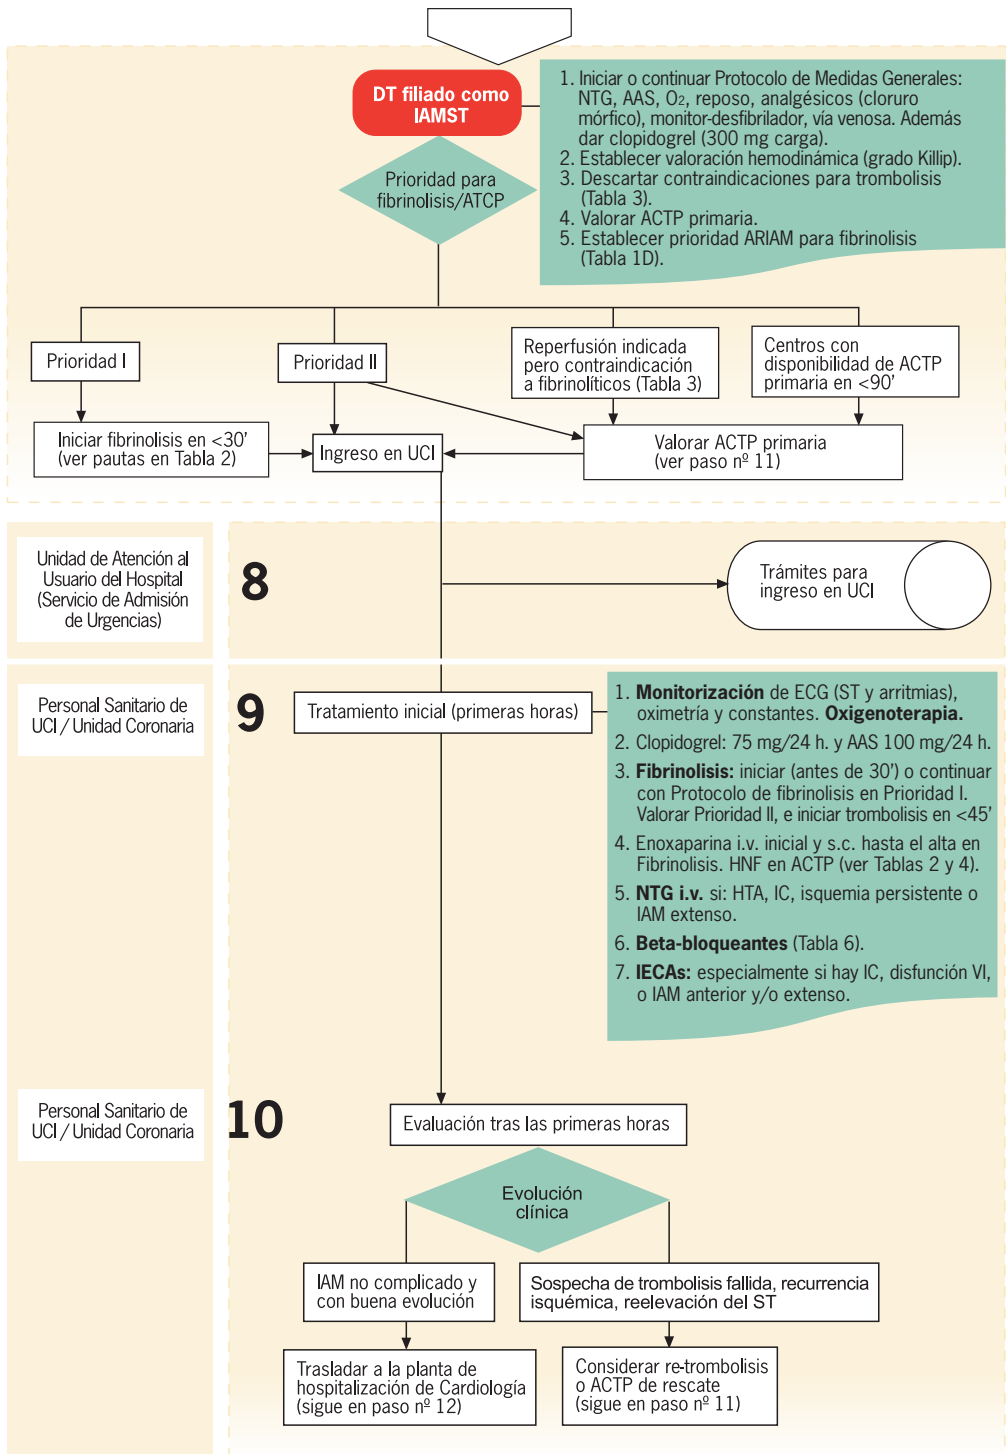 DT filiado como
IAMST
1. Iniciar o continuar Protocolo de Medidas Generales:
NTG, AAS, O2, reposo, analgésicos (cloruro
mórfico), monitor-desfibrilador, vía venosa. Además
dar clopidogrel (300 mg carga).
2. Establecer valoración hemodinámica (grado Killip).
3. Descartar contraindicaciones para trombolisis
(Tabla 3).
4. Valorar ACTP primaria.
5. Establecer prioridad ARIAM para fibrinolisis
(Tabla 1D).
Prioridad para
fibrinolisis/ATCP
Prioridad I
Prioridad II
Reperfusión indicada
pero contraindicación
a fibrinolíticos (Tabla 3)
Centros con
disponibilidad de ACTP
primaria en <90'
Iniciar fibrinolisis en <30'
(ver pautas en Tabla 2)
Ingreso en UCI
Valorar ACTP primaria
(ver paso nº 11)
Unidad de Atención al
Usuario del Hospital
(Servicio de Admisión
de Urgencias)
8
Trámites para
ingreso en UCI
Personal Sanitario de
UCI / Unidad Coronaria
9
Tratamiento inicial (primeras horas)
1. Monitorización de ECG (ST y arritmias),
oximetría y constantes. Oxigenoterapia.
2. Clopidogrel: 75 mg/24 h. y AAS 100 mg/24 h.
3. Fibrinolisis: iniciar (antes de 30') o continuar
con Protocolo de fibrinolisis en Prioridad I.
Valorar Prioridad II, e iniciar trombolisis en <45'
4. Enoxaparina i.v. inicial y s.c. hasta el alta en
Fibrinolisis. HNF en ACTP (ver Tablas 2 y 4).
5. NTG i.v. si: HTA, IC, isquemia persistente o
IAM extenso.
6. Beta-bloqueantes (Tabla 6).
7. IECAs: especialmente si hay IC, disfunción VI,
o IAM anterior y/o extenso.
Personal Sanitario de
UCI / Unidad Coronaria
10
Evaluación tras las primeras horas
Evolución
clínica
IAM no complicado y
con buena evolución
Sospecha de trombolisis fallida, recurrencia
isquémica, reelevación del ST
Trasladar a la planta de
hospitalización de Cardiología
(sigue en paso nº 12)
Considerar re-trombolisis
o ACTP de rescate
(sigue en paso nº 11)